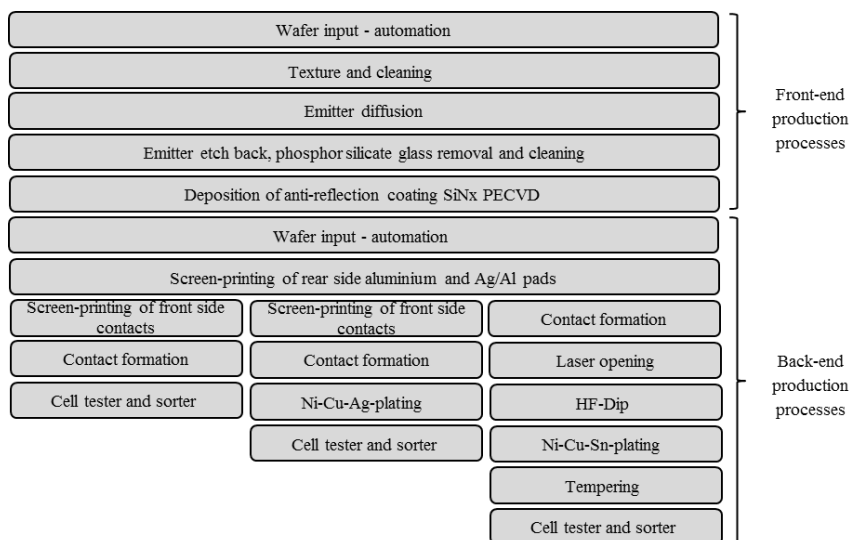 Wafer input - automation
Texture and cleaning
Emitter diffusion
Emitter etch back, phosphor silicate glass removal and cleaning
Deposition of anti-reflection coating SiNx PECVD
Front-end
production
processes
Wafer input - automation
Screen-printing of rear side aluminium and Ag/Al pads
Screen-printing of front side
contacts
Contact formation
Cell tester and sorter
Screen-printing of front side
contacts
Contact formation
Ni-Cu-Ag-plating
Cell tester and sorter
Contact formation
Laser opening
HF-Dip
Ni-Cu-Sn-plating
Tempering
Cell tester and sorter
Back-end
production
processes